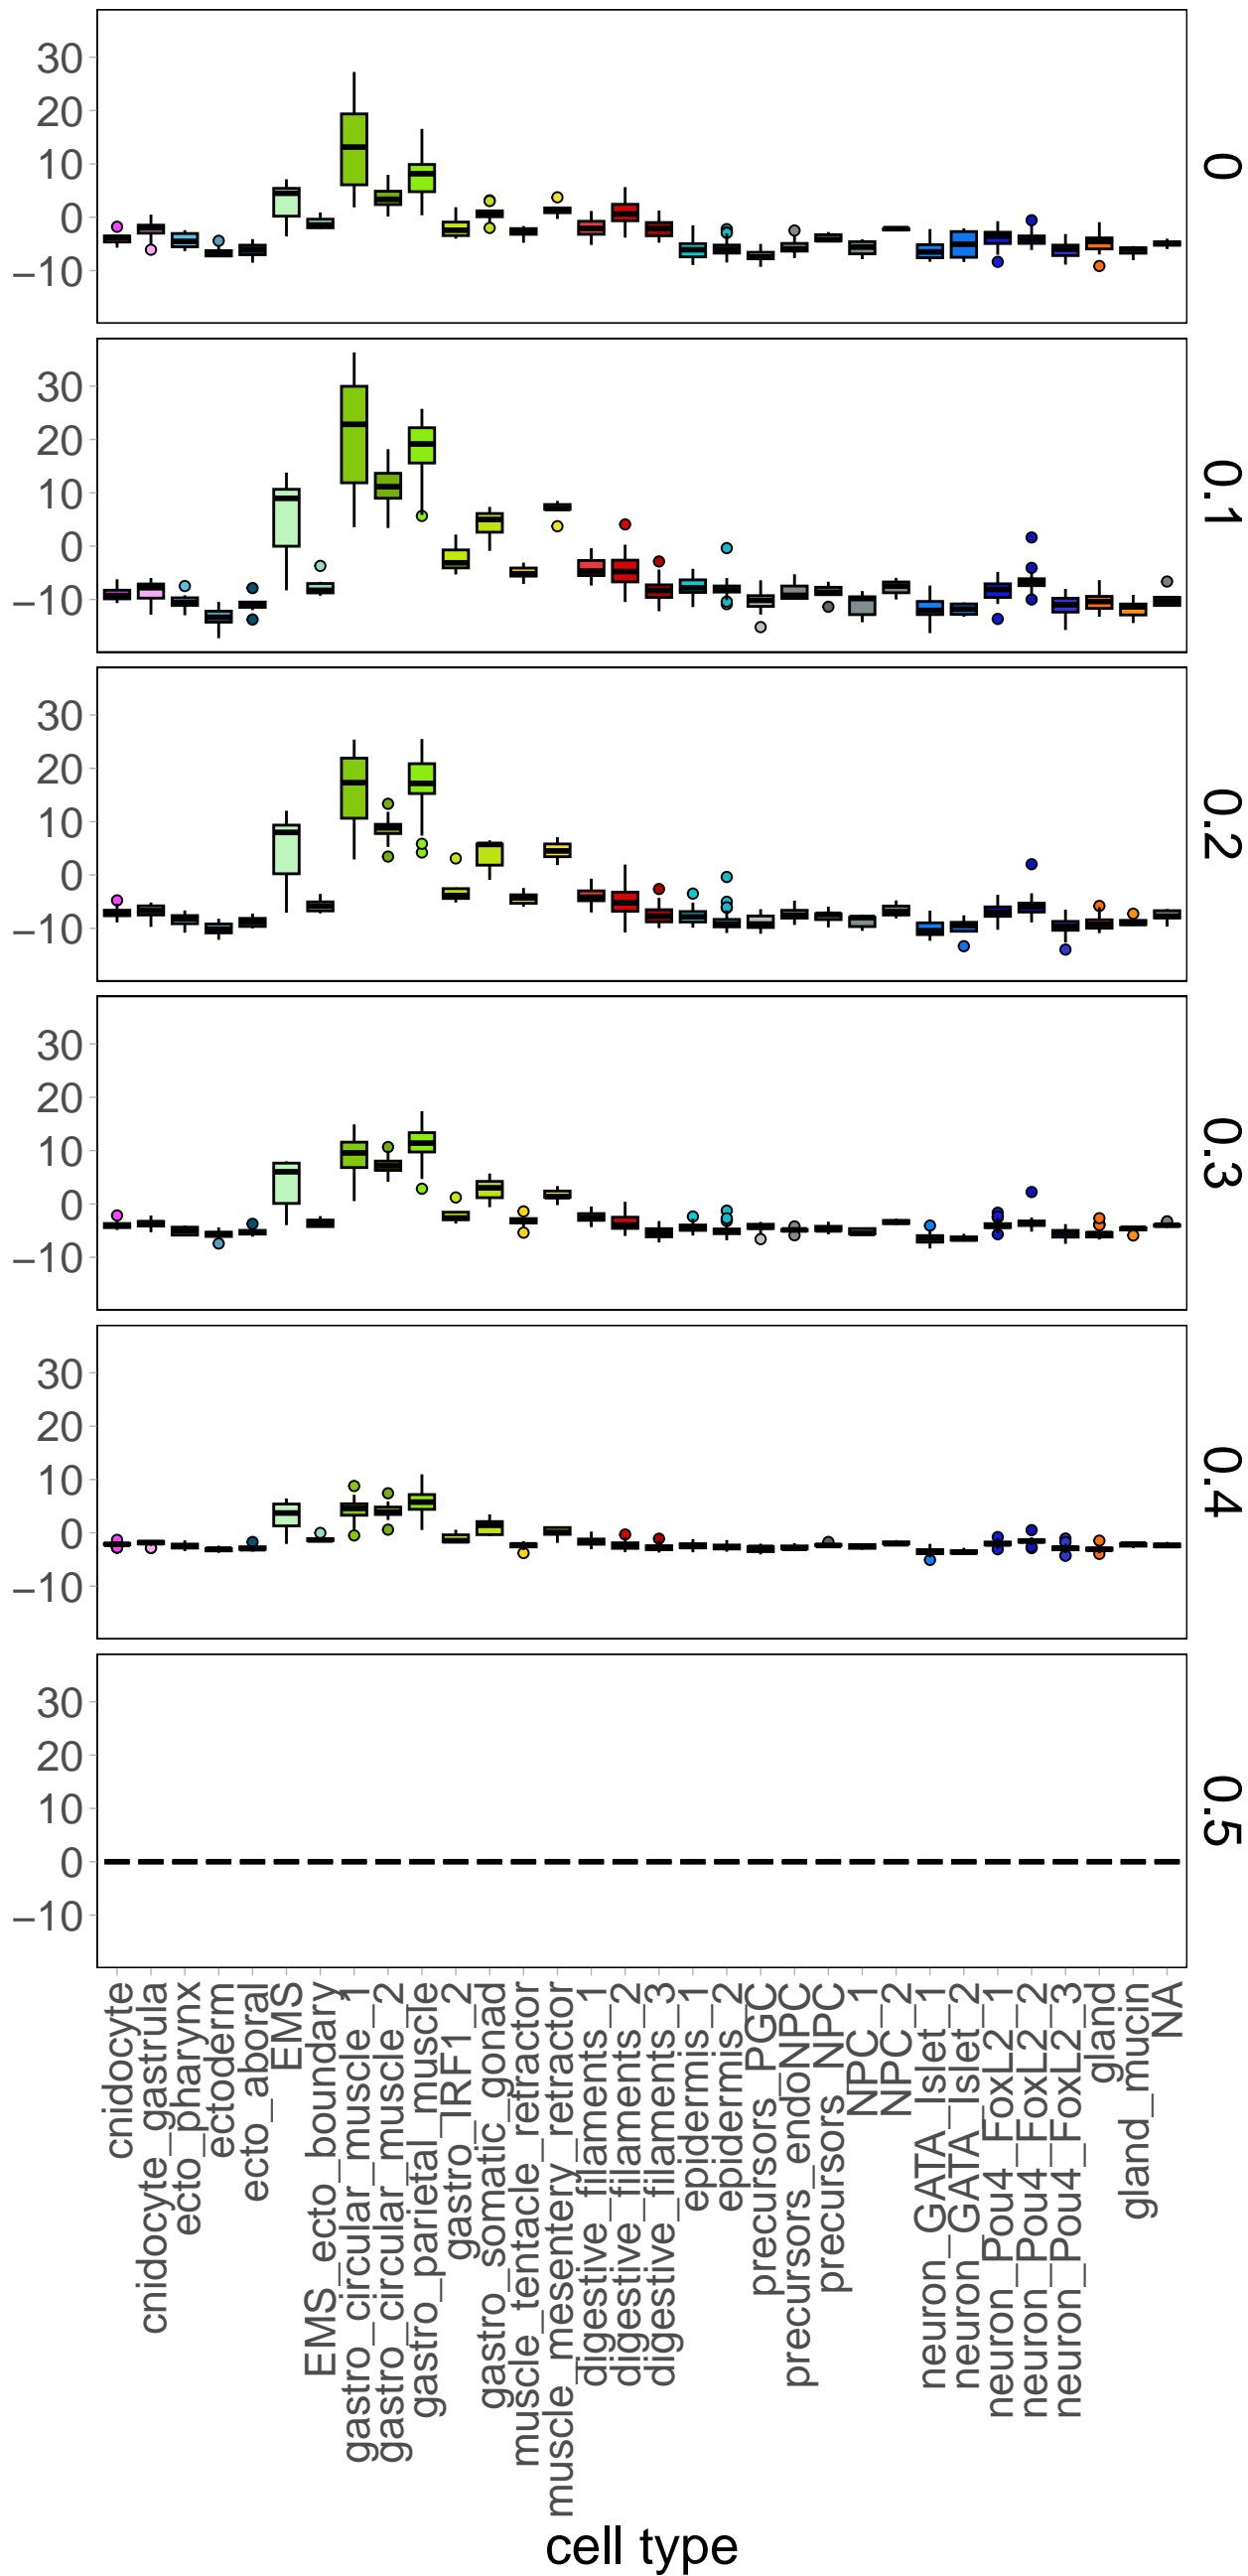 30
20
10
0
−10
0
30
20
10
0
−10
0.1
30
20
10
0
−10
0.2
30
20
10
0
−10
0.3
30
20
10
0
−10
0.4
30
20
10
0
−10
0.5
cnidocyte
cnidocyte_gastrula
ecto_pharynx
ectoderm
ecto_aboral
EMS
EMS_ecto_boundary
gastro_circular_muscle_1
gastro_circular_muscle_2
gastro_parietal_muscle
gastro_IRF1_2
gastro_somatic_gonad
muscle_tentacle_retractor
muscle_mesentery_retractor
digestive_filaments_1
digestive_filaments_2
digestive_filaments_3
epidermis_1
epidermis_2
precursors_PGC
precursors_endoNPC
precursors_NPC
NPC_1
NPC_2
neuron_GATA_Islet_1
neuron_GATA_Islet_2
neuron_Pou4_FoxL2_1
neuron_Pou4_FoxL2_2
neuron_Pou4_FoxL2_3
gland
gland_mucin
NA
cell type